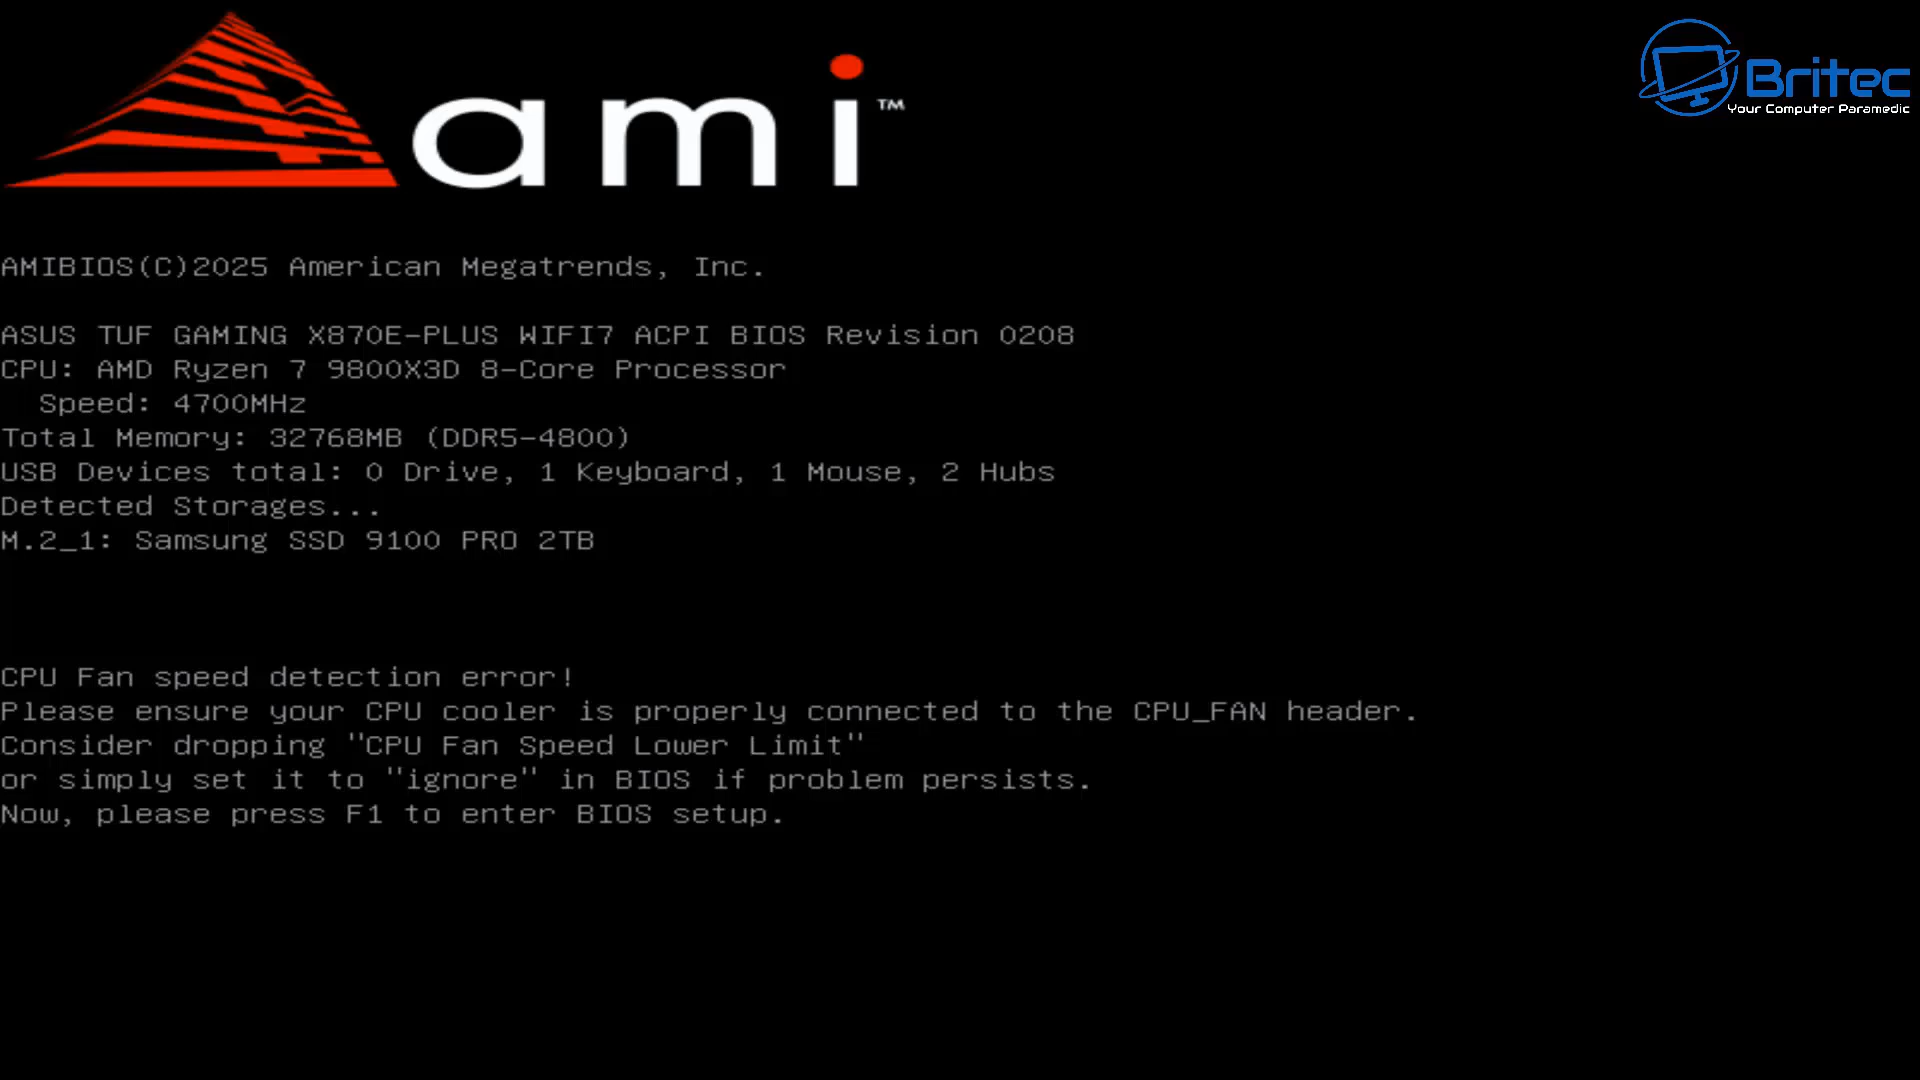 ami™
Britec
Your Computer Paramedic
AMIBIOS(C)2025 American Megatrends, Inc.
ASUS TUF GAMING X870E-PLUS WIFI7 ACPI BIOS Revision 0208
CPU: AMD Ryzen 7 9800X3D 8-Core Processor
Speed: 4700MHz
Total Memory: 32768MB (DDR5-4800)
USB Devices total: 0 Drive, 1 Keyboard, 1 Mouse, 2 Hubs
Detected Storages...
M.2_1: Samsung SSD 9100 PRO 2TB
CPU Fan speed detection error!
Please ensure your CPU cooler is properly connected to the CPU_FAN header.
Consider dropping "CPU Fan Speed Lower Limit"
or simply set it to "ignore" in BIOS if problem persists.
Now, please press F1 to enter BIOS setup.